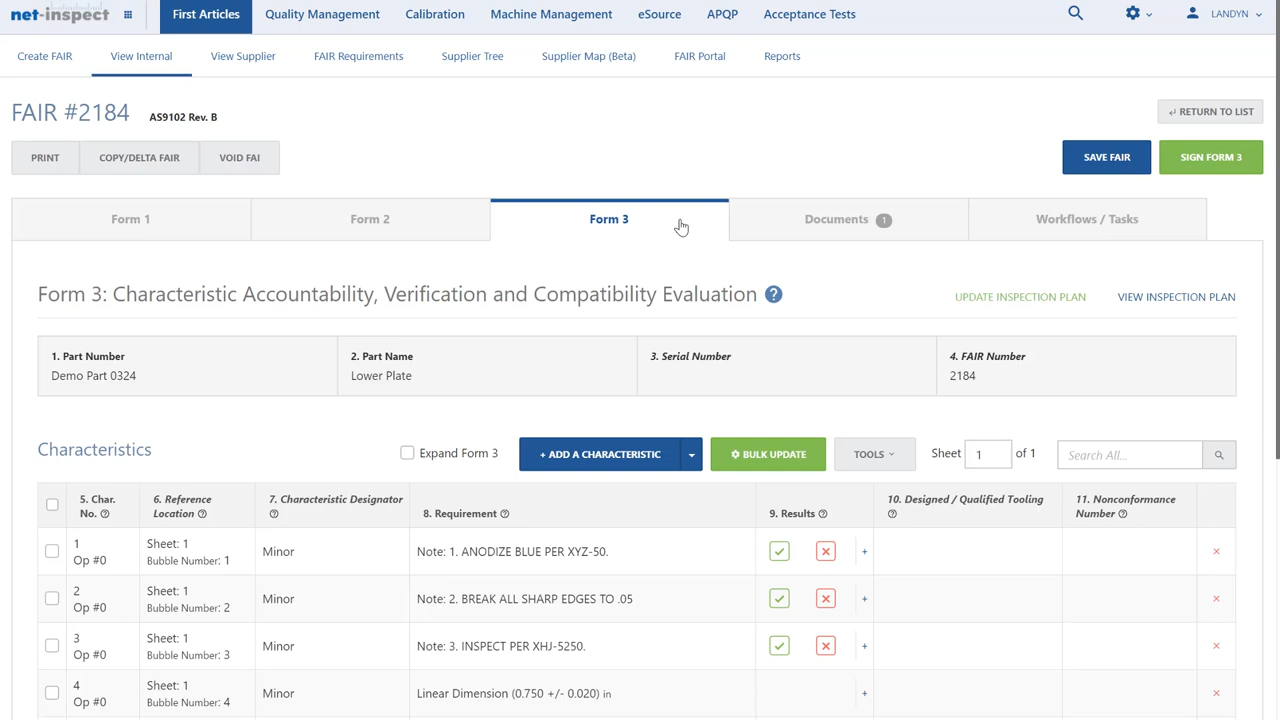 net-inspect
First Articles Quality Management Calibration Machine Management eSource APQP Acceptance Tests LANDYN
Create FAIR View Internal View Supplier FAIR Requirements Supplier Tree Supplier Map (Beta) FAIR Portal Reports
FAIR #2184 AS9102 Rev. B RETURN TO LIST
PRINT COPY/DELTA FAIR VOID FAI SAVE FAIR SIGN FORM 3
Form 1 Form 2 Form 3 Documents 1 Workflows / Tasks
Form 3: Characteristic Accountability, Verification and Compatibility Evaluation ? UPDATE INSPECTION PLAN VIEW INSPECTION PLAN
1. Part Number 2. Part Name 3. Serial Number 4. FAIR Number
Demo Part 0324 Lower Plate 2184
Characteristics Expand Form 3 + ADD A CHARACTERISTIC BULK UPDATE TOOLS Sheet 1 of 1 Search All...
5. Char. 6. Reference 7. Characteristic Designator 8. Requirement ? 9. Results ? 10. Designed / Qualified Tooling 11. Nonconformance
No. ? Location ? ? ? Number ?
1 Sheet: 1 Minor Note: 1. ANODIZE BLUE PER XYZ-50. +
Op #0 Bubble Number: 1
2 Sheet: 1 Minor Note: 2. BREAK ALL SHARP EDGES TO .05 +
Op #0 Bubble Number: 2
3 Sheet: 1 Minor Note: 3. INSPECT PER XHJ-5250. +
Op #0 Bubble Number: 3
4 Sheet: 1 Minor Linear Dimension (0.750 +/- 0.020) in +
Op #0 Bubble Number: 4